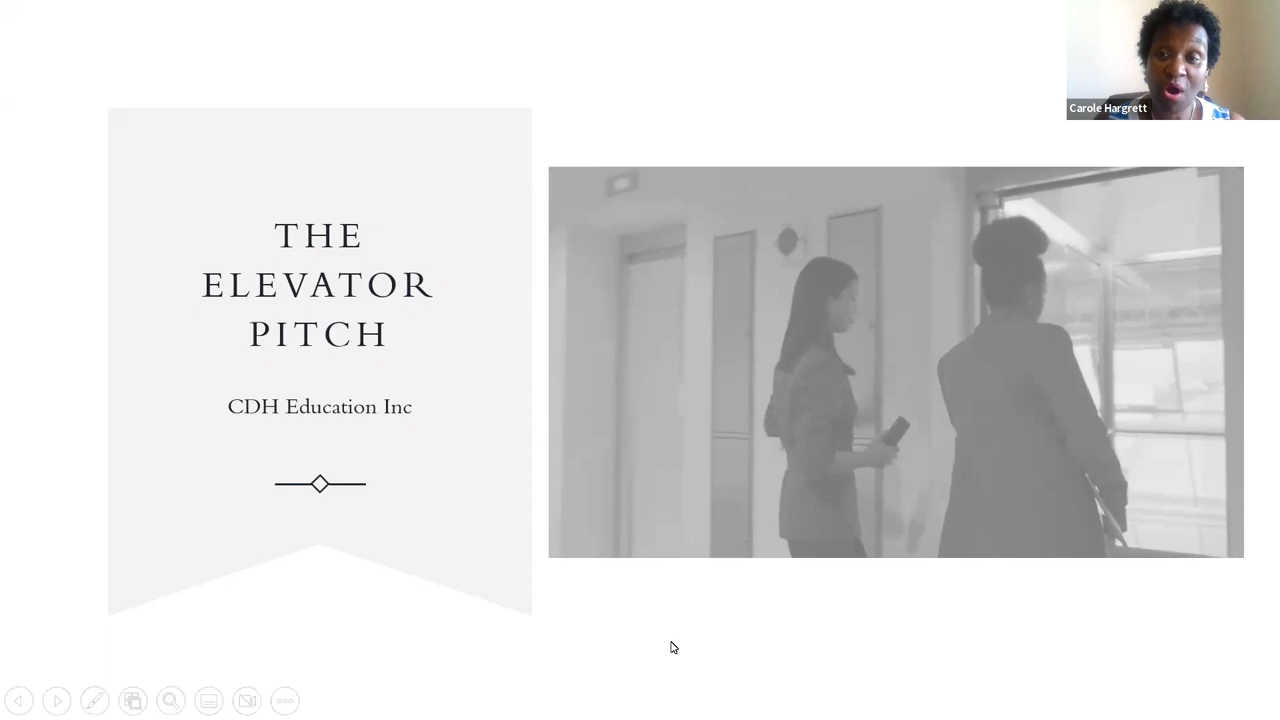 THE
ELEVATOR
PITCH
CDH Education Inc
Carole Hargrett